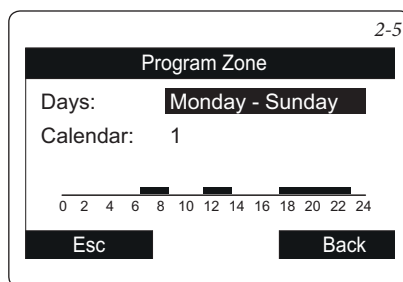 2-5
Program Zone
Days: Monday - Sunday
Calendar: 1
0 2 4 6 8 10 12 14 16 18 20 22 24
Esc Back